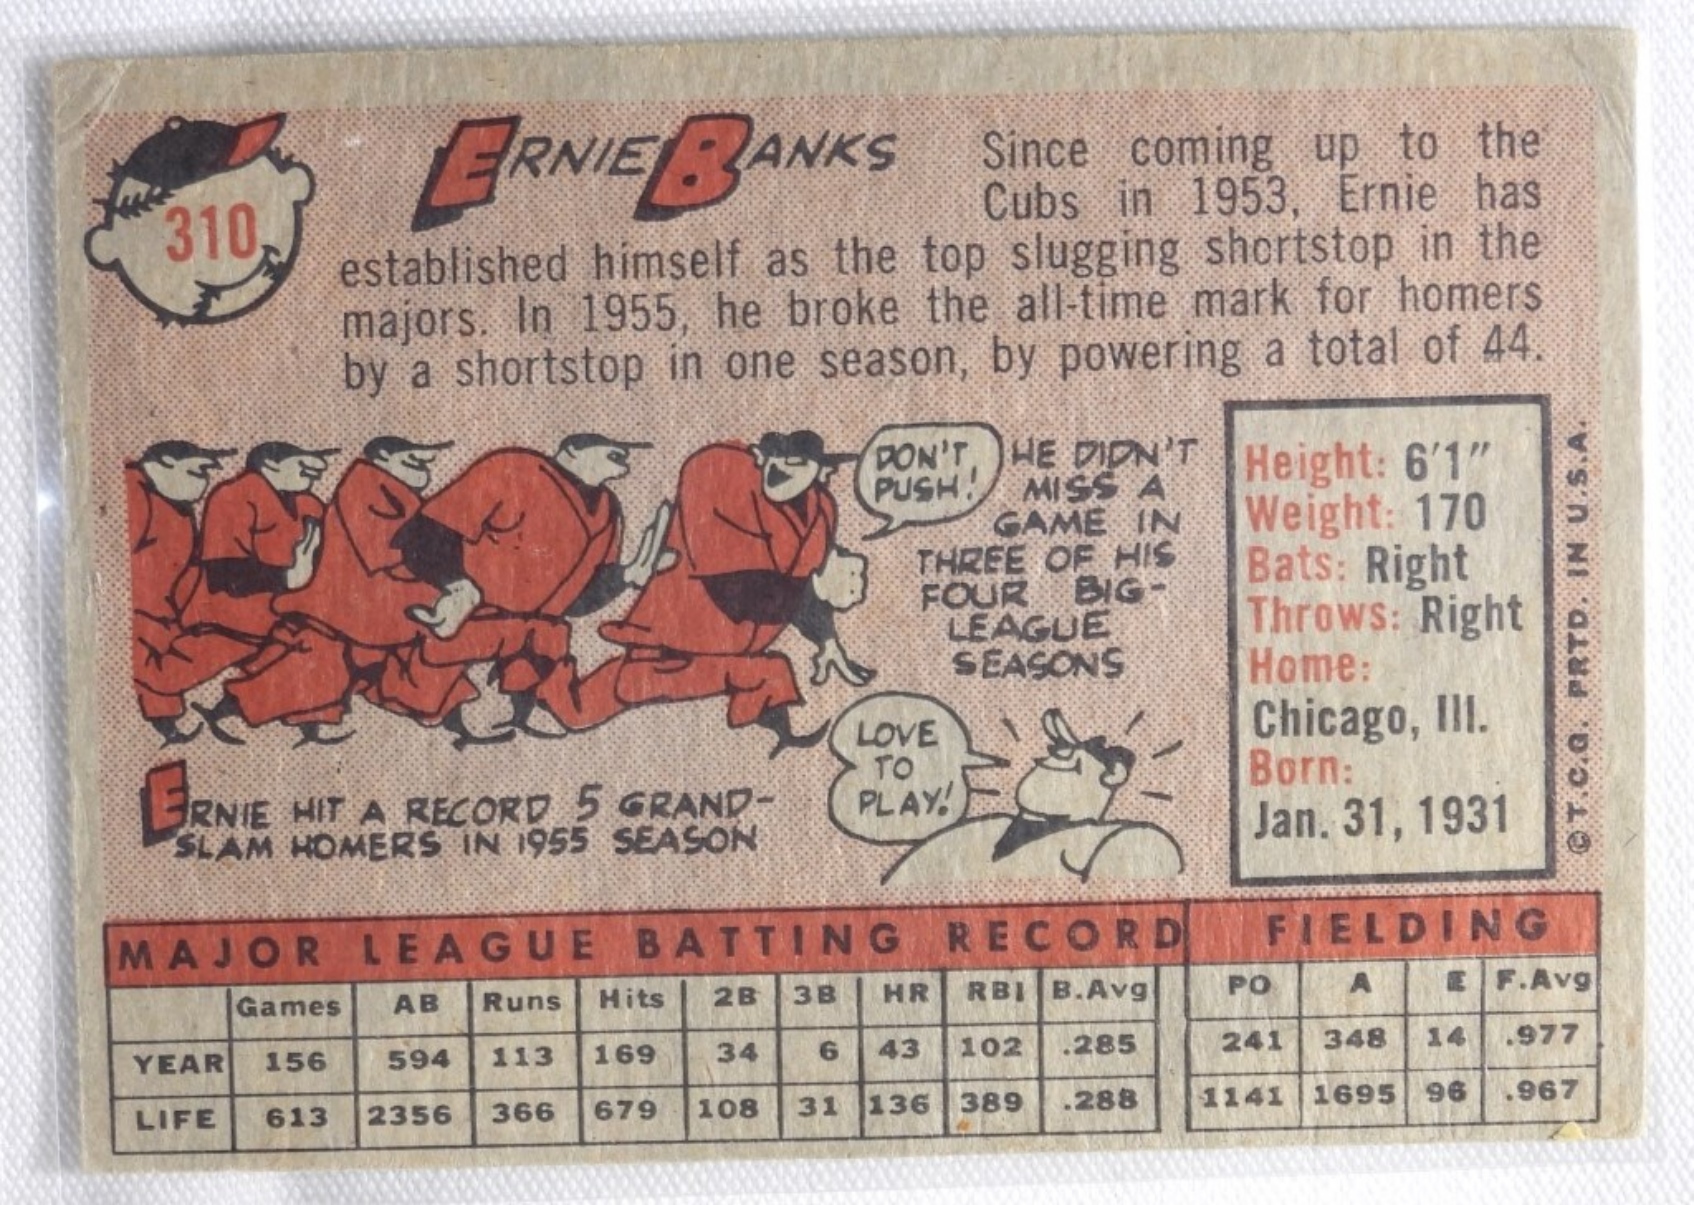 310
ERNIE BANKS
Since coming up to the
Cubs in 1953, Ernie has
established himself as the top slugging shortstop in the
majors. In 1955, he broke the all-time mark for homers
by a shortstop in one season, by powering a total of 44.
DON'T
PUSH!
HE DIDN'T
MISS A
GAME IN
THREE OF HIS
FOUR BIG-
LEAGUE
SEASONS
LOVE
TO
PLAY!
ERNIE HIT A RECORD 5 GRAND-
SLAM HOMERS IN 1955 SEASON
Height: 6'1"
Weight: 170
Bats: Right
Throws: Right
Home:
Chicago, Ill.
Born:
Jan. 31, 1931
©T.C.G. PRTD. IN U.S.A.
MAJOR LEAGUE BATTING RECORD FIELDING
Games AB Runs Hits 2B 3B HR RBI B.Avg PO A E F.Avg
YEAR 156 594 113 169 34 6 43 102 .285 241 348 14 .977
LIFE 613 2356 366 679 108 31 136 389 .288 1141 1695 96 .967